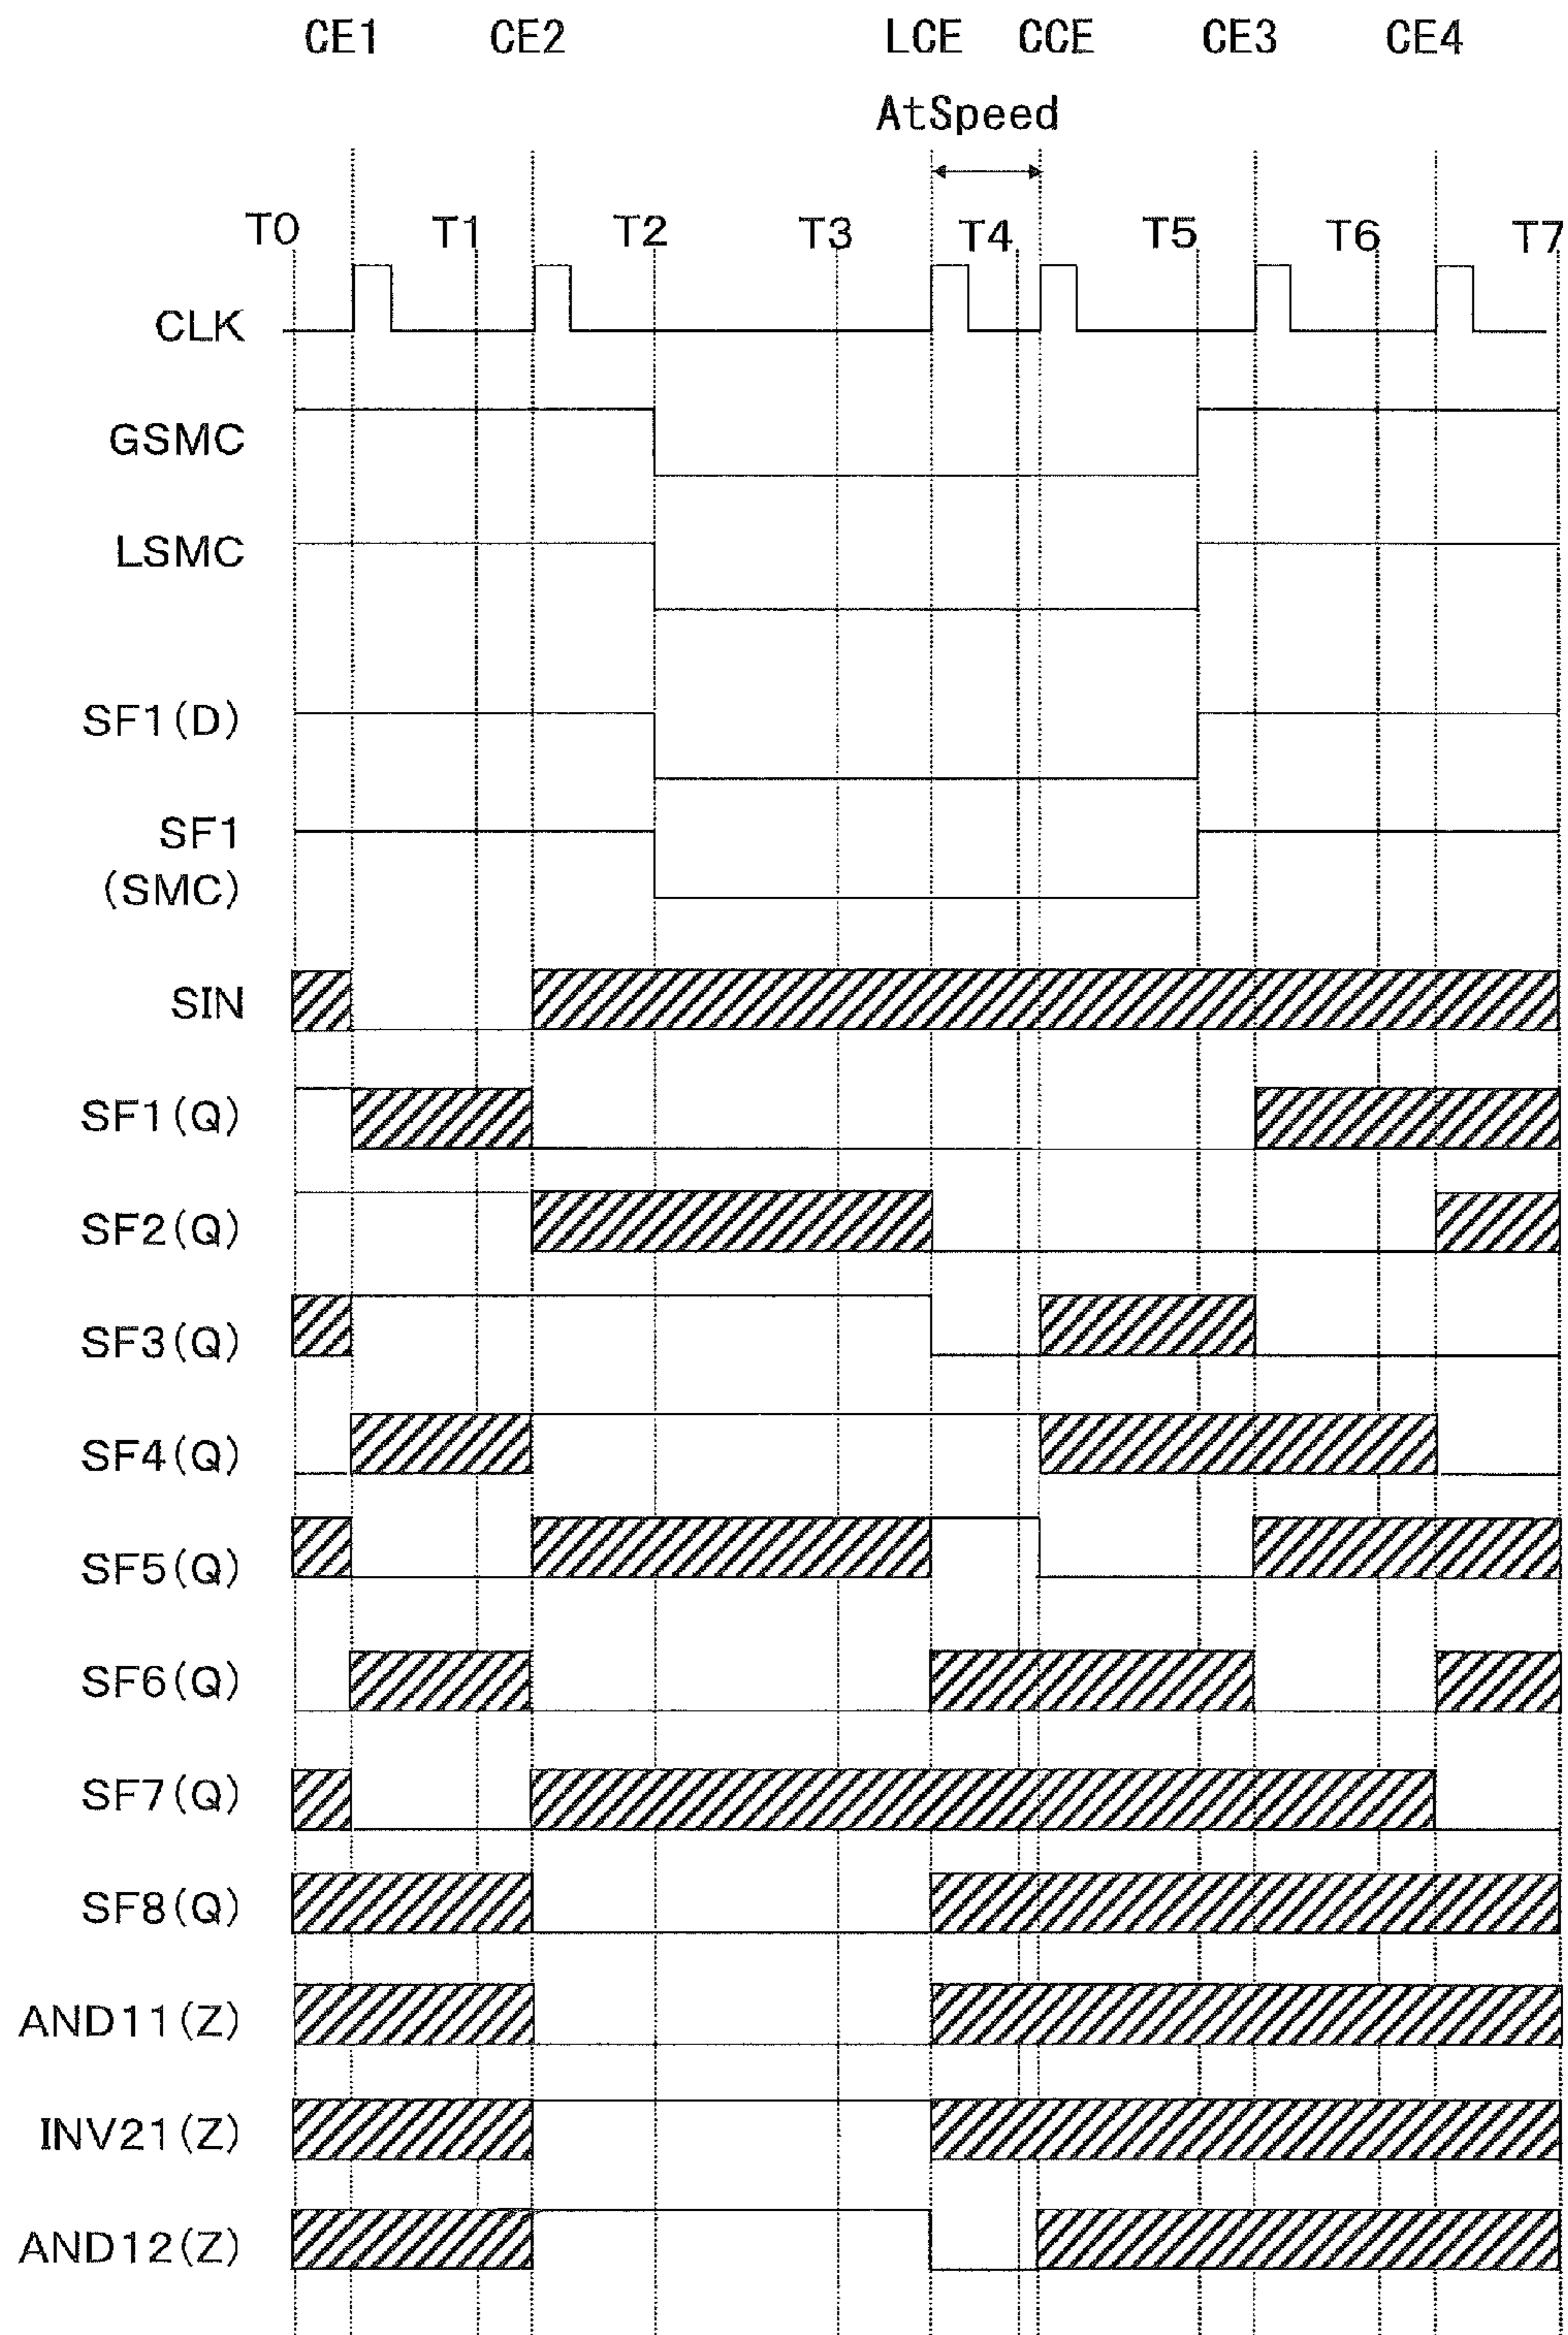 CE1 CE2 LCE CCE CE3 CE4
AtSpeed
T0 T1 T2 T3 T4 T5 T6 T7
CLK
GSMC
LSMC
SF1(D)
SF1
(SMC)
SIN
SF1(Q)
SF2(Q)
SF3(Q)
SF4(Q)
SF5(Q)
SF6(Q)
SF7(Q)
SF8(Q)
AND11(Z)
INV21(Z)
AND12(Z)